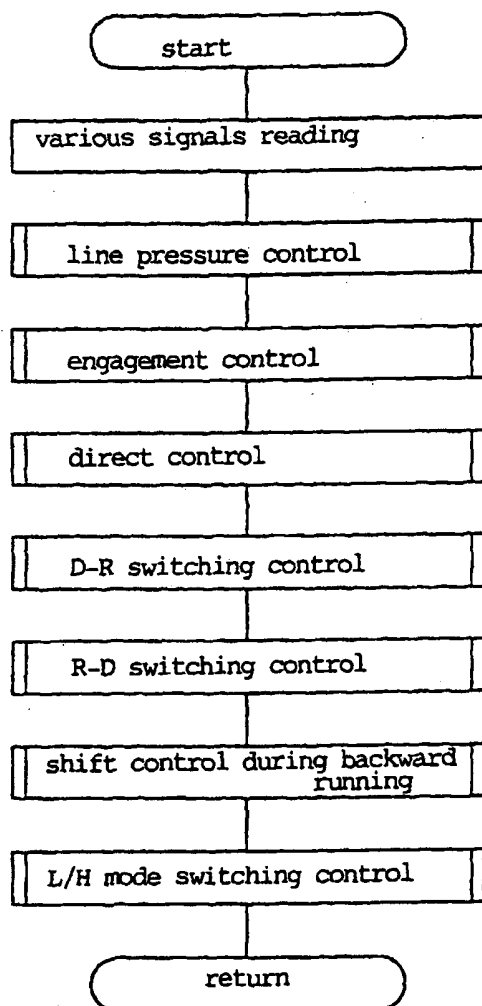 start
various signals reading
line pressure control
engagement control
direct control
D-R switching control
R-D switching control
shift control during backward
running
L/H mode switching control
return